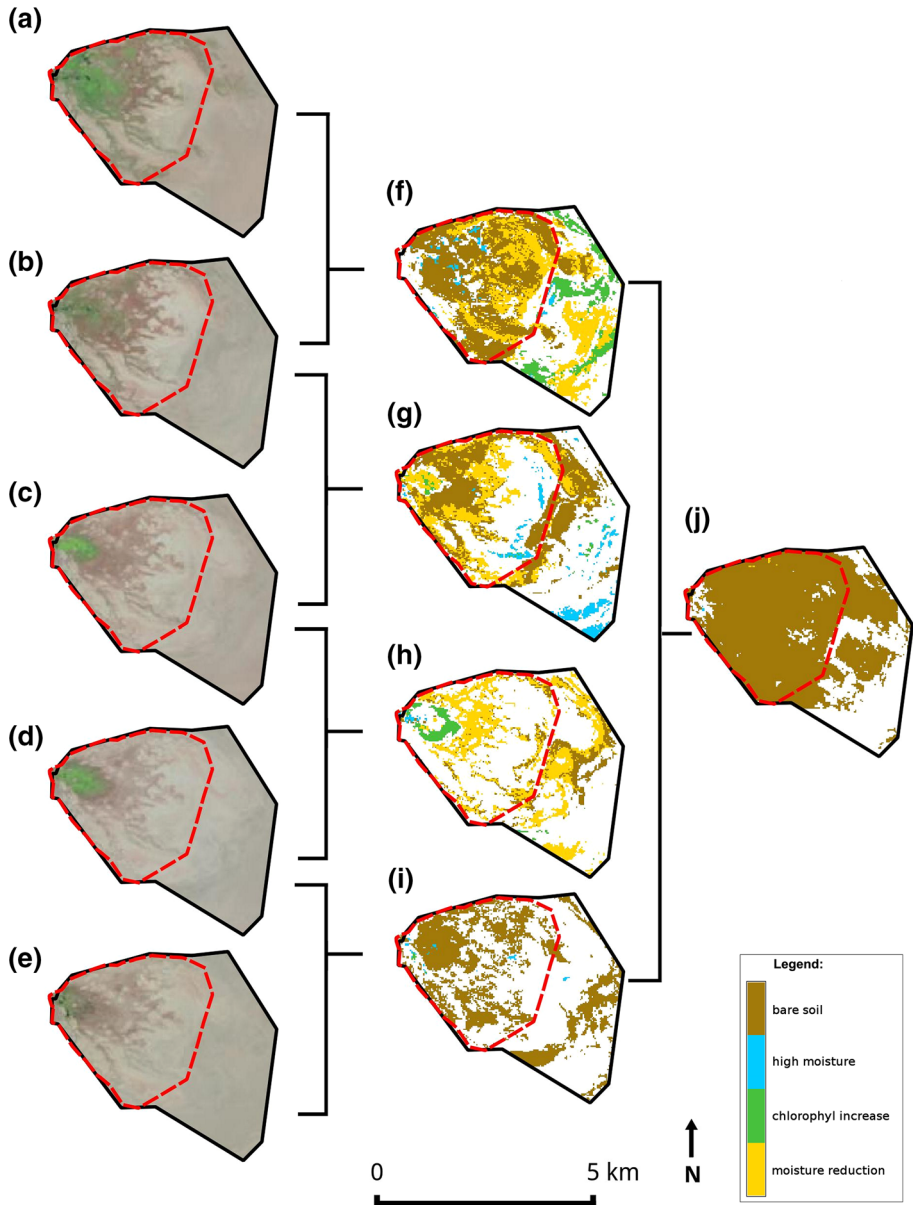 (a)
(b)
(c)
(d)
(e)
(f)
(g)
(h)
(i)
(j)
Legend:
bare soil
high moisture
chlorophyl increase
moisture reduction
N
0 5 km